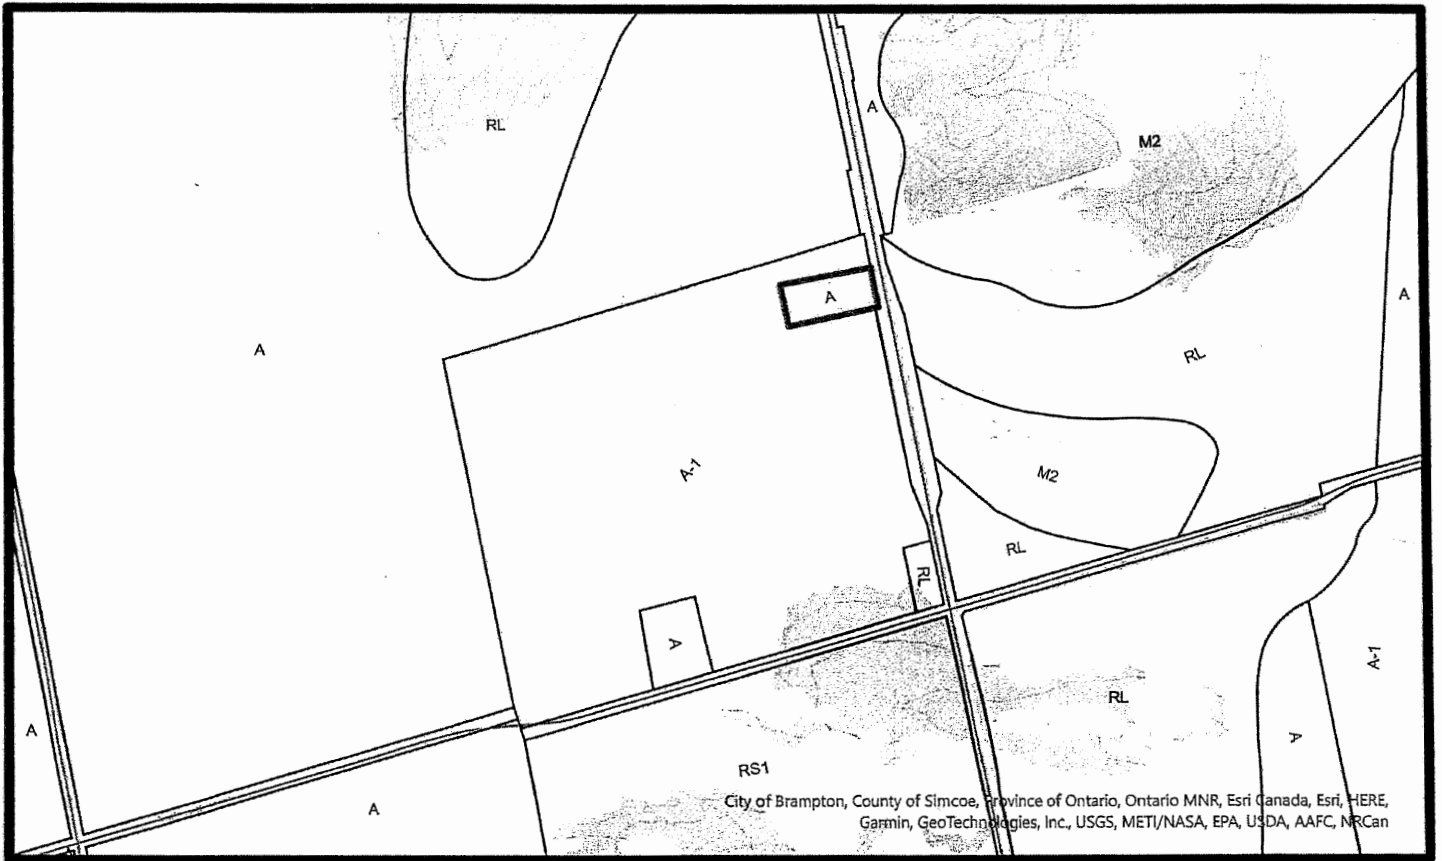 A
M2
RL
A
A
RL
A
A-1
M2
RL
RL
A
A-1
RL
A
A
RS1
A
City of Brampton, County of Simcoe, Province of Ontario, Ontario MNR, Esri Canada, Esri, HERE,
Garmin, GeoTechnologies, Inc., USGS, METI/NASA, EPA, USDA, AAFC, NRCan